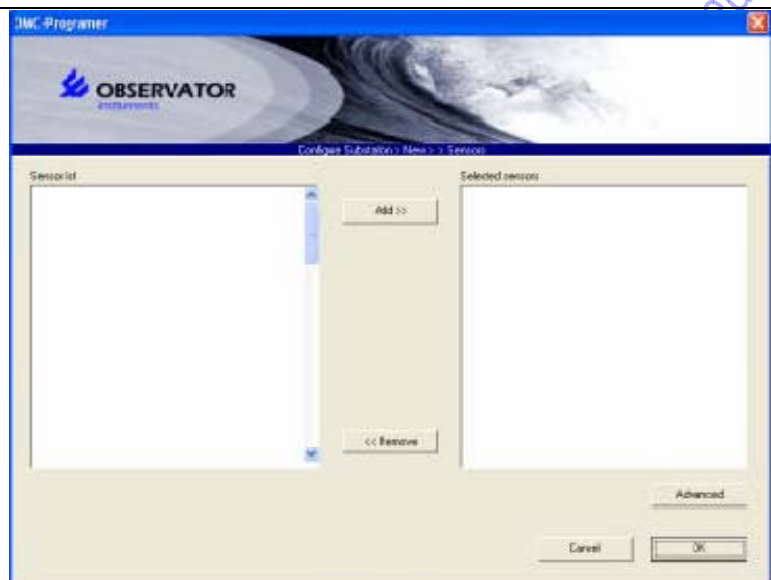 OMC-Programer
OBSERVATOR
instruments
Configure Substation > New > > Sensors
Sensor list
Selected sensors
Add >>
<< Remove
Advanced
Cancel
OK